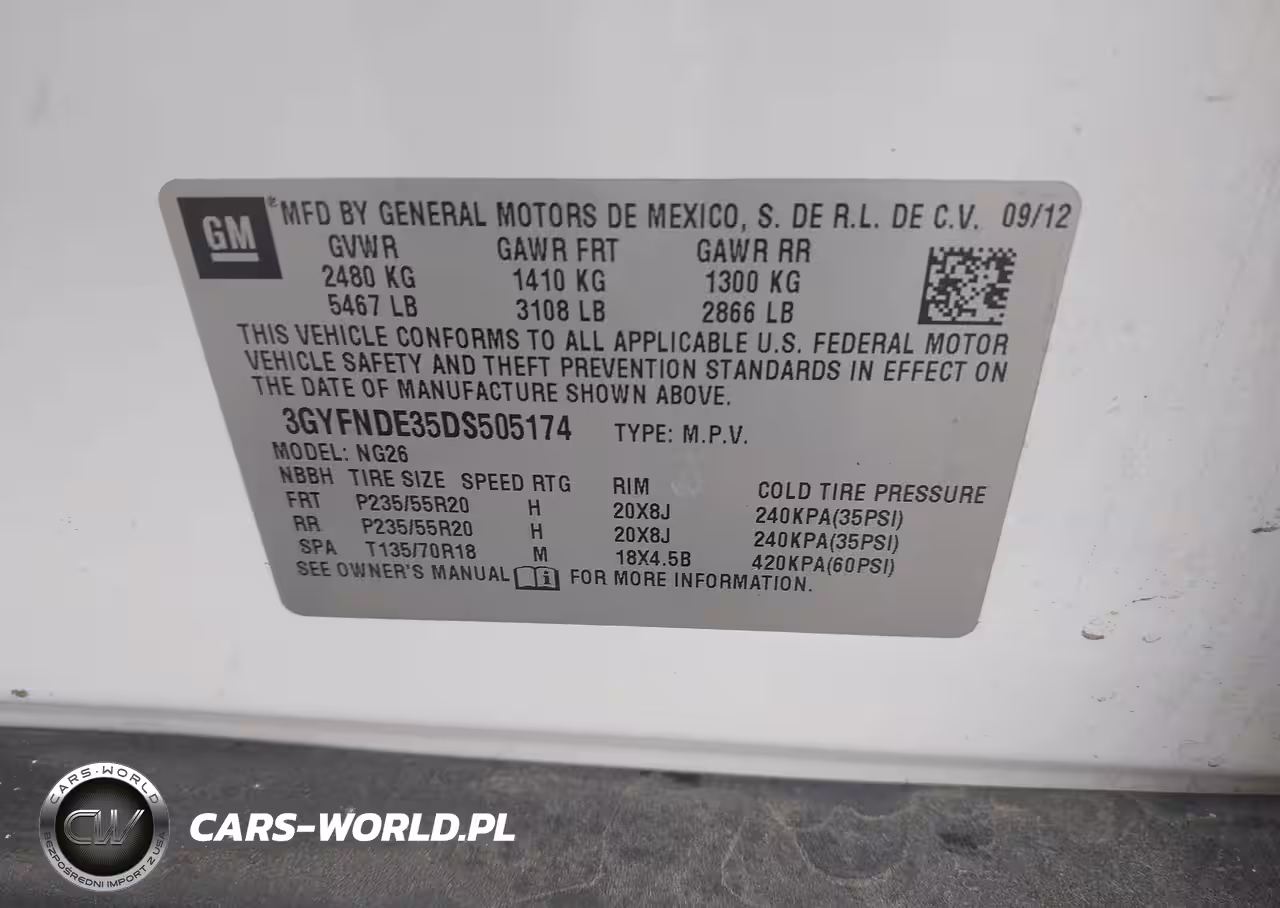 GM
*MFD BY GENERAL MOTORS DE MEXICO, S. DE R.L. DE C.V. 09/12
GVWR GAWR FRT GAWR RR
2480 KG 1410 KG 1300 KG
5467 LB 3108 LB 2866 LB
THIS VEHICLE CONFORMS TO ALL APPLICABLE U.S. FEDERAL MOTOR
VEHICLE SAFETY AND THEFT PREVENTION STANDARDS IN EFFECT ON
THE DATE OF MANUFACTURE SHOWN ABOVE.
3GYFNDE35DS505174 TYPE: M.P.V.
MODEL: NG26
NBBH TIRE SIZE SPEED RTG RIM COLD TIRE PRESSURE
FRT P235/55R20 H 20X8J 240KPA(35PSI)
RR P235/55R20 H 20X8J 240KPA(35PSI)
SPA T135/70R18 M 18X4.5B 420KPA(60PSI)
SEE OWNER'S MANUAL FOR MORE INFORMATION.
CARS-WORLD
CW
BEZPOŚREDNI IMPORT Z USA
CARS-WORLD.PL